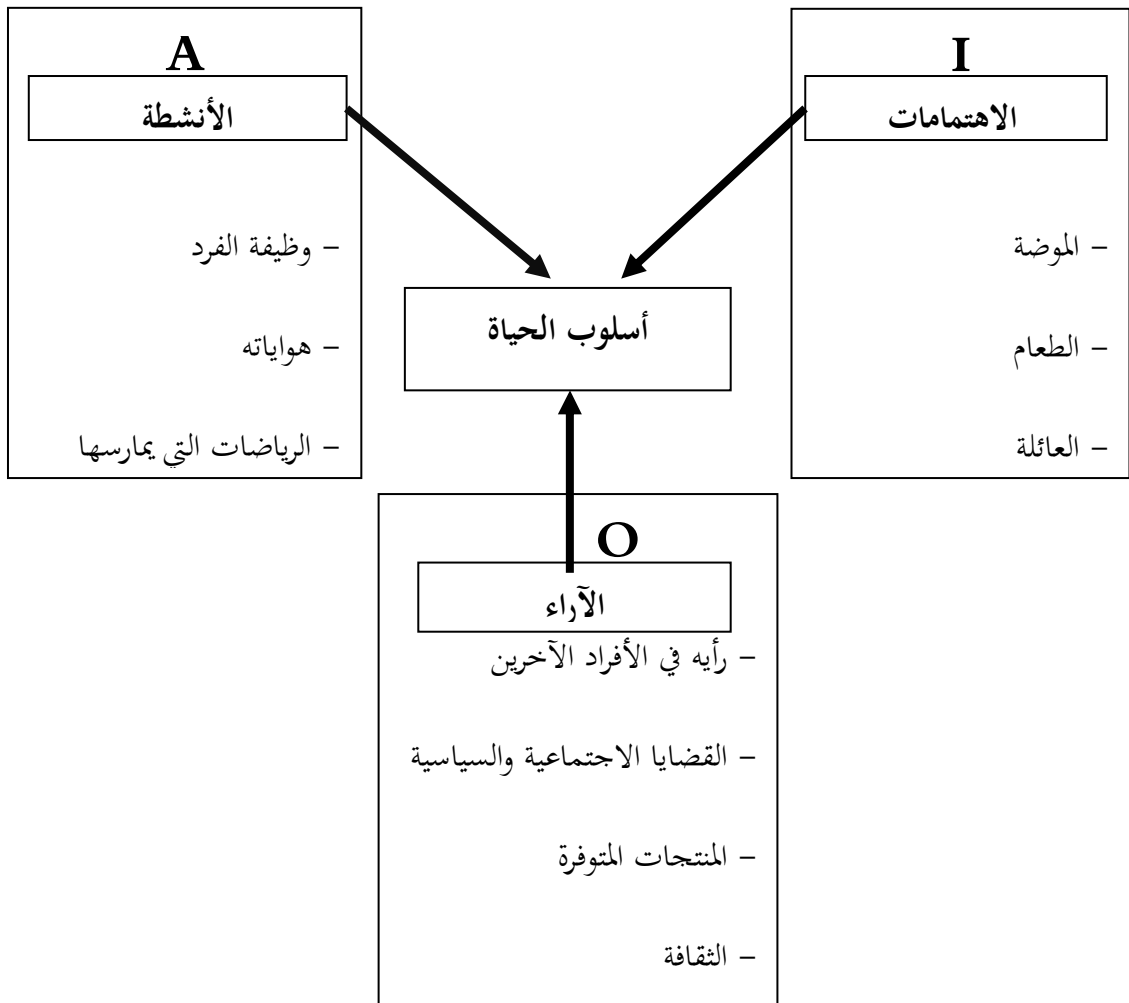 A
الأنشطة
– وظيفة الفرد
– هواياته
– الرياضات التي يمارسها
I
الاهتمامات
– الموضة
– الطعام
– العائلة
أسلوب الحياة
O
الآراء
– رأيه في الأفراد الآخرين
– القضايا الاجتماعية والسياسية
– المنتجات المتوفرة
– الثقافة